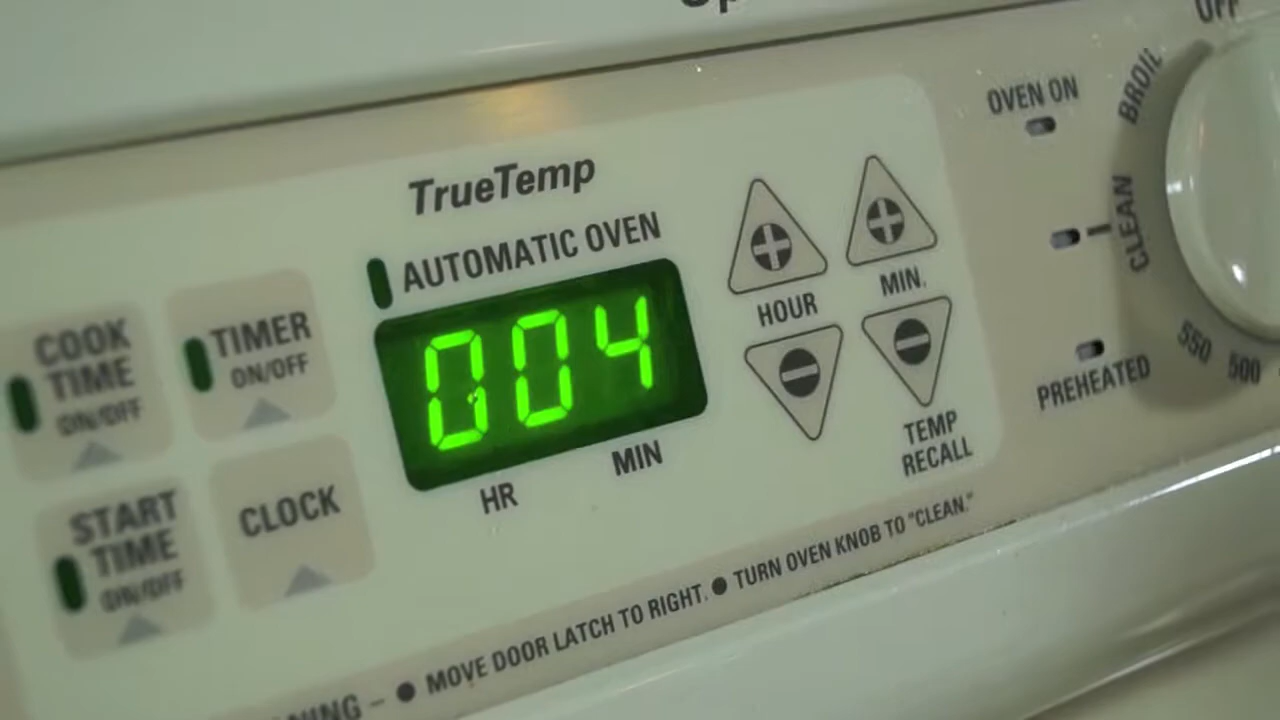 OFF
BROIL
OVEN ON
CLEAN
TrueTemp
AUTOMATIC OVEN
004
HR
MIN
HOUR
MIN.
TEMP
RECALL
COOK
TIME
ON/OFF
TIMER
ON/OFF
START
TIME
ON/OFF
CLOCK
PREHEATED
550
500
● MOVE DOOR LATCH TO RIGHT. ● TURN OVEN KNOB TO "CLEAN."